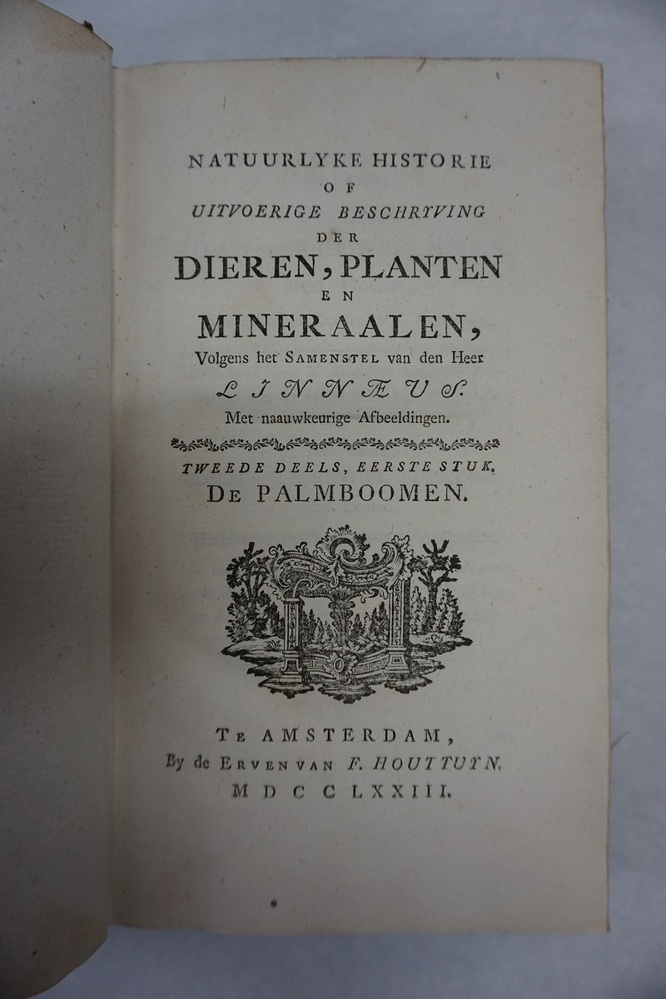 NATUURLYKE HISTORIE
OF
UITVOERIGE BESCHRYVING
DER
DIEREN, PLANTEN
EN
MINERAALEN,
Volgens het SAMENSTEL van den Heer
LINNÆUS.
Met naauwkeurige Afbeeldingen.
TWEEDE DEELS, EERSTE STUK.
DE PALMBOOMEN.
TE AMSTERDAM,
By de ERVEN VAN F. HOUTTUYN.
MDCCLXXIII.